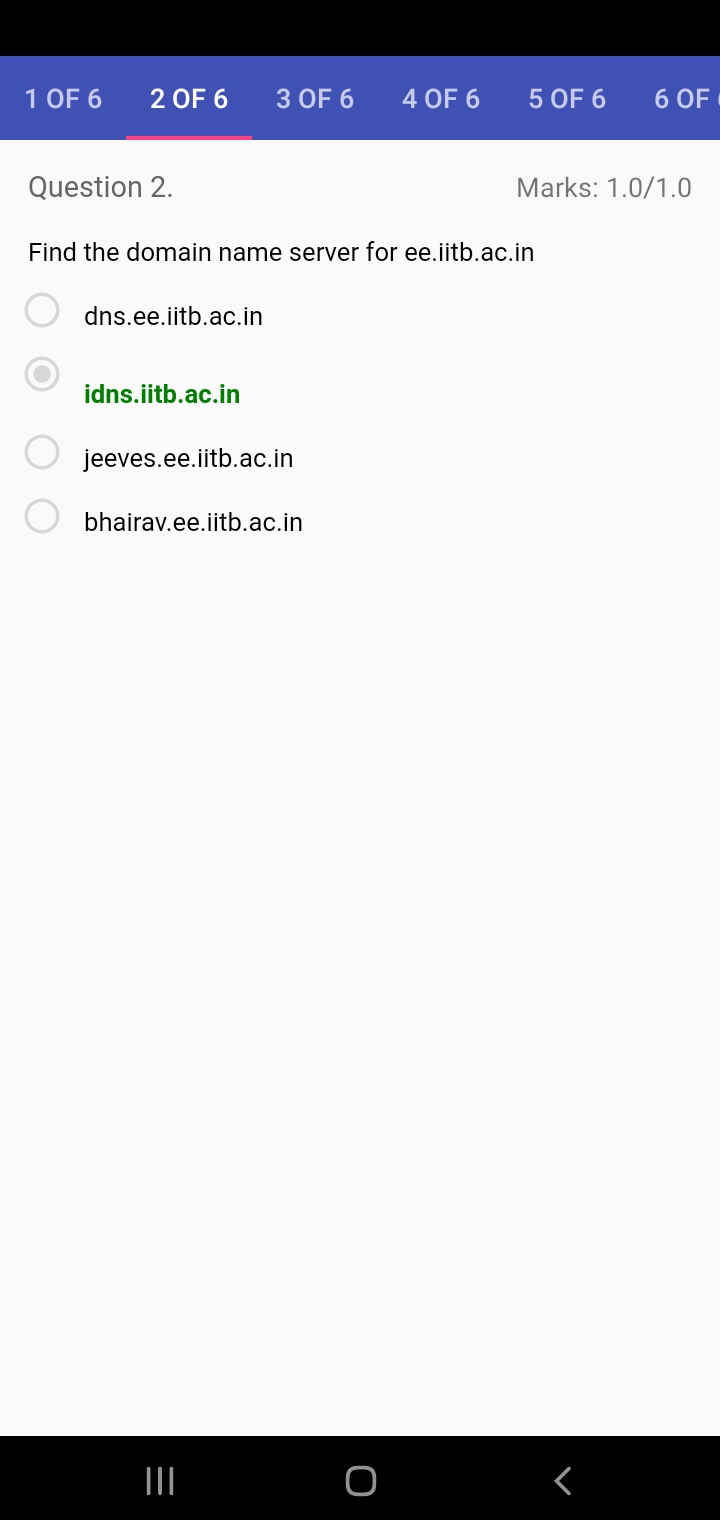 1 OF 6 2 OF 6 3 OF 6 4 OF 6 5 OF 6 6 OF
Question 2. Marks: 1.0/1.0
Find the domain name server for ee.iitb.ac.in
dns.ee.iitb.ac.in
idns.iitb.ac.in
jeeves.ee.iitb.ac.in
bhairav.ee.iitb.ac.in